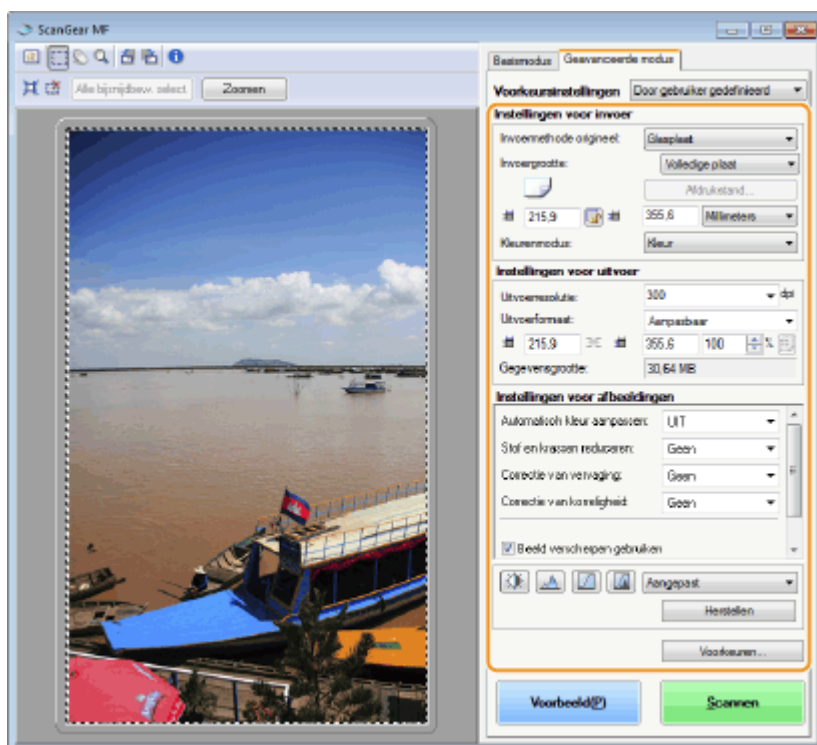 ScanGear MF
Alle bijsnijdbew. select. Zoomen
Basismodus Geavanceerde modus
Voorkeursinstellingen Door gebruiker gedefinieerd
Instellingen voor invoer
Invoermethode origineel: Glasplaat
Invoergrootte: Volledige plaat
Afdrukstand...
215,9 355,6 Millimeters
Kleurenmodus: Kleur
Instellingen voor uitvoer
Uitvoerresolutie: 300 dpi
Uitvoerformaat: Aanpasbaar
215,9 355,6 100 %
Gegevensgrootte: 30,64 MB
Instellingen voor afbeeldingen
Automatisch kleur aanpassen: UIT
Stof en krassen reduceren: Geen
Correctie van vervaging: Geen
Correctie van korreligheid: Geen
Beeld verscherpen gebruiken
Aangepast
Herstellen
Voorkeuren...
Voorbeeld(P) Scannen